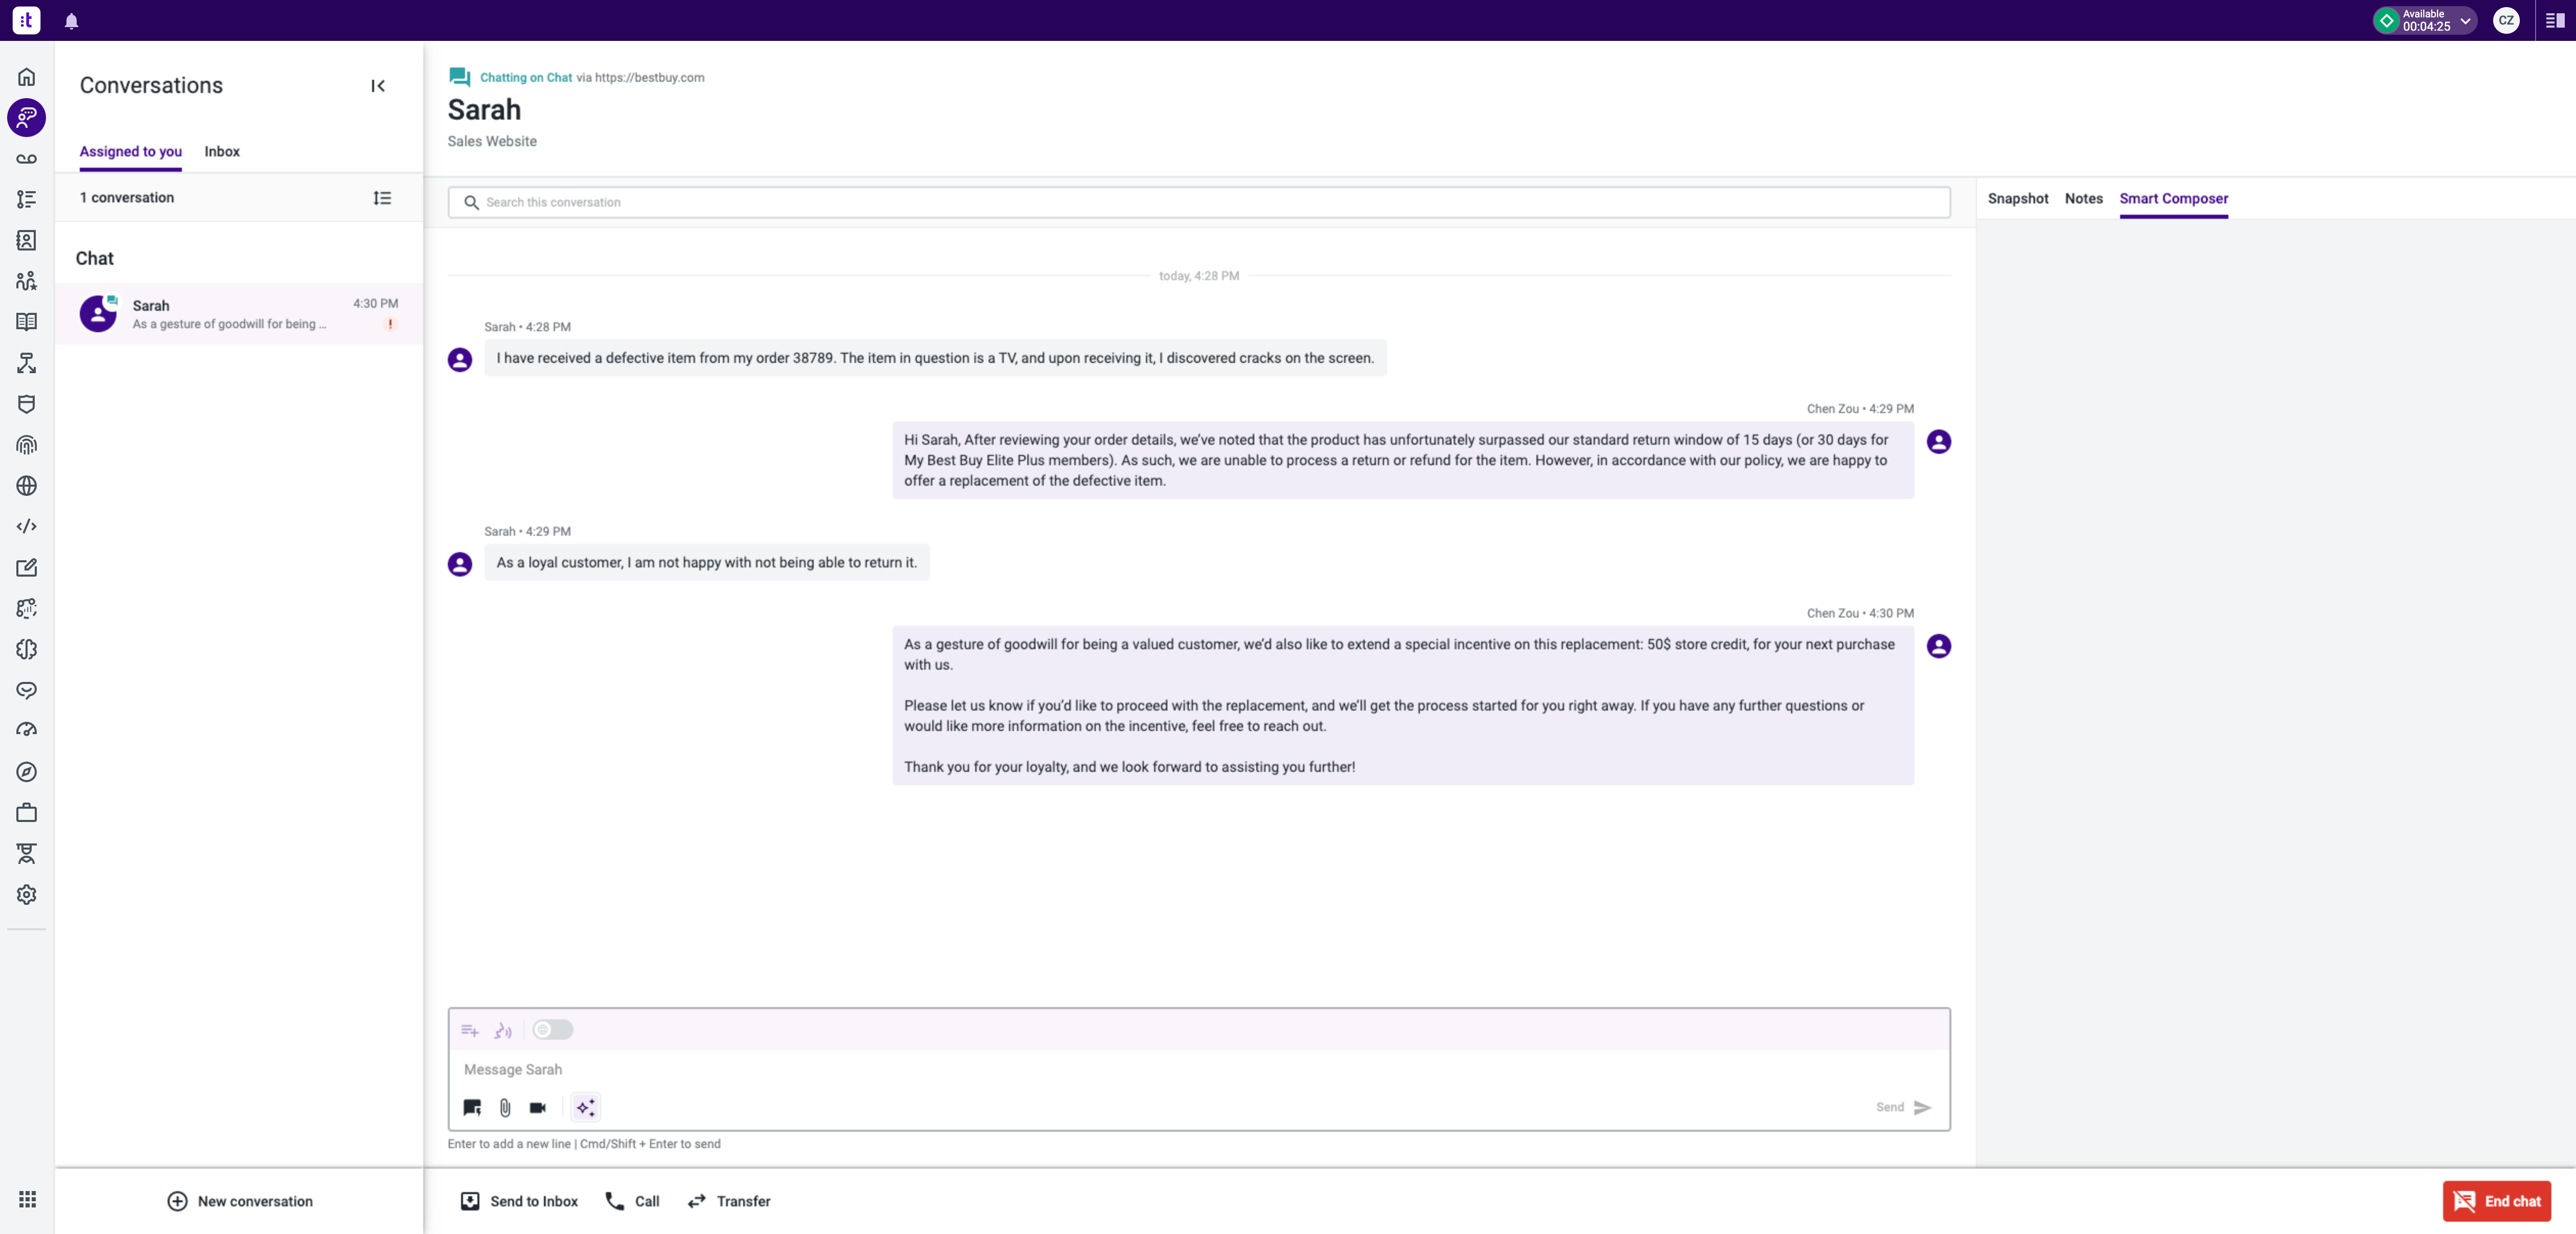 :t
Available
00:04:25
CZ
Conversations
Assigned to you
Inbox
1 conversation
Chat
Sarah
4:30 PM
As a gesture of goodwill for being ...
!
New conversation
Chatting on Chat via https://bestbuy.com
Sarah
Sales Website
Search this conversation
today, 4:28 PM
Sarah • 4:28 PM
I have received a defective item from my order 38789. The item in question is a TV, and upon receiving it, I discovered cracks on the screen.
Chen Zou • 4:29 PM
Hi Sarah, After reviewing your order details, we’ve noted that the product has unfortunately surpassed our standard return window of 15 days (or 30 days for
My Best Buy Elite Plus members). As such, we are unable to process a return or refund for the item. However, in accordance with our policy, we are happy to
offer a replacement of the defective item.
Sarah • 4:29 PM
As a loyal customer, I am not happy with not being able to return it.
Chen Zou • 4:30 PM
As a gesture of goodwill for being a valued customer, we’d also like to extend a special incentive on this replacement: 50$ store credit, for your next purchase
with us.
Please let us know if you’d like to proceed with the replacement, and we’ll get the process started for you right away. If you have any further questions or
would like more information on the incentive, feel free to reach out.
Thank you for your loyalty, and we look forward to assisting you further!
Message Sarah
Send
Enter to add a new line | Cmd/Shift + Enter to send
Send to Inbox
Call
Transfer
Snapshot
Notes
Smart Composer
End chat